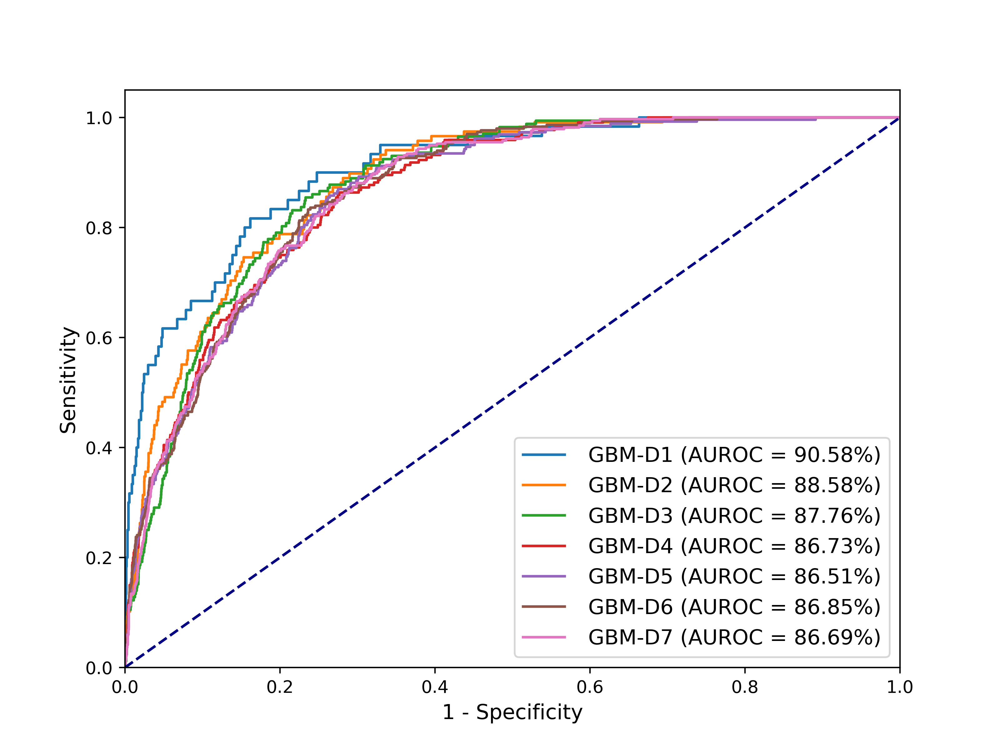 1.0
0.8
0.6
0.4
0.2
0.0
Sensitivity
GBM-D1 (AUROC = 90.58%)
GBM-D2 (AUROC = 88.58%)
GBM-D3 (AUROC = 87.76%)
GBM-D4 (AUROC = 86.73%)
GBM-D5 (AUROC = 86.51%)
GBM-D6 (AUROC = 86.85%)
GBM-D7 (AUROC = 86.69%)
0.0 0.2 0.4 0.6 0.8 1.0
1 - Specificity